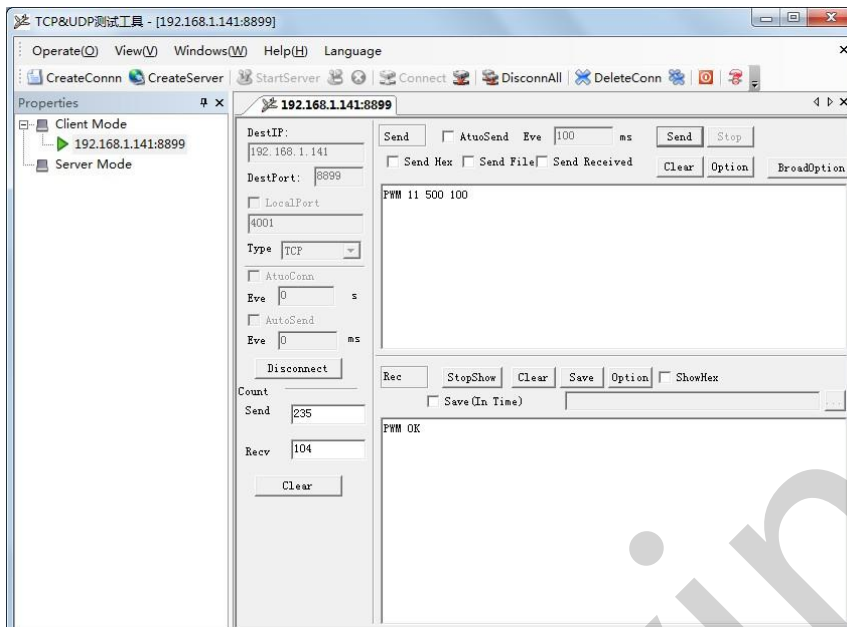 TCP&UDP测试工具 - [192.168.1.141:8899]
Operate(O) View(V) Windows(W) Help(H) Language
CreateConnn CreateServer StartServer Connect DisconnAll DeleteConn
Properties
Client Mode
192.168.1.141:8899
Server Mode
192.168.1.141:8899
DestIP:
192.168.1.141
DestPort: 8899
LocalPort
4001
Type TCP
AtuoConn
Eve 0 s
AutoSend
Eve 0 ms
Disconnect
Count
Send 235
Recv 104
Clear
Send AtuoSend Eve 100 ms Send Stop
Send Hex Send File Send Received Clear Option BroadOption
PWM 11 500 100
Rec StopShow Clear Save Option ShowHex
Save(In Time) ...
PWM OK